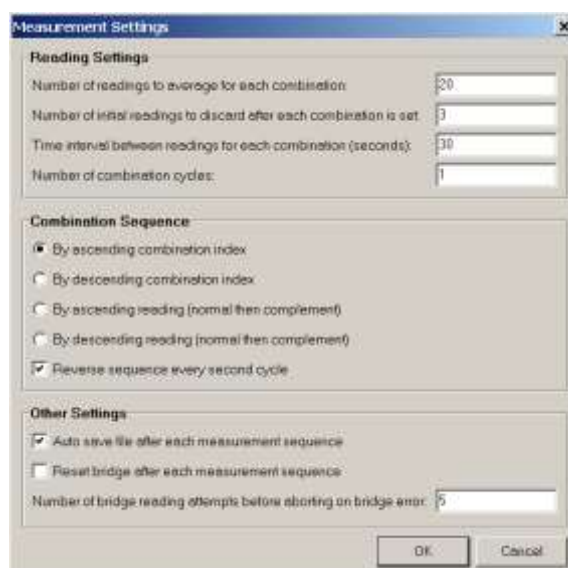 Measurement Settings
Reading Settings
Number of readings to average for each combination: 20
Number of initial readings to discard after each combination is set: 3
Time interval between readings for each combination (seconds): 30
Number of combination cycles: 1
Combination Sequence
By ascending combination index
By descending combination index
By ascending reading (normal then complement)
By descending reading (normal then complement)
Reverse sequence every second cycle
Other Settings
Auto save file after each measurement sequence
Reset bridge after each measurement sequence
Number of bridge reading attempts before aborting on bridge error: 5
OK Cancel